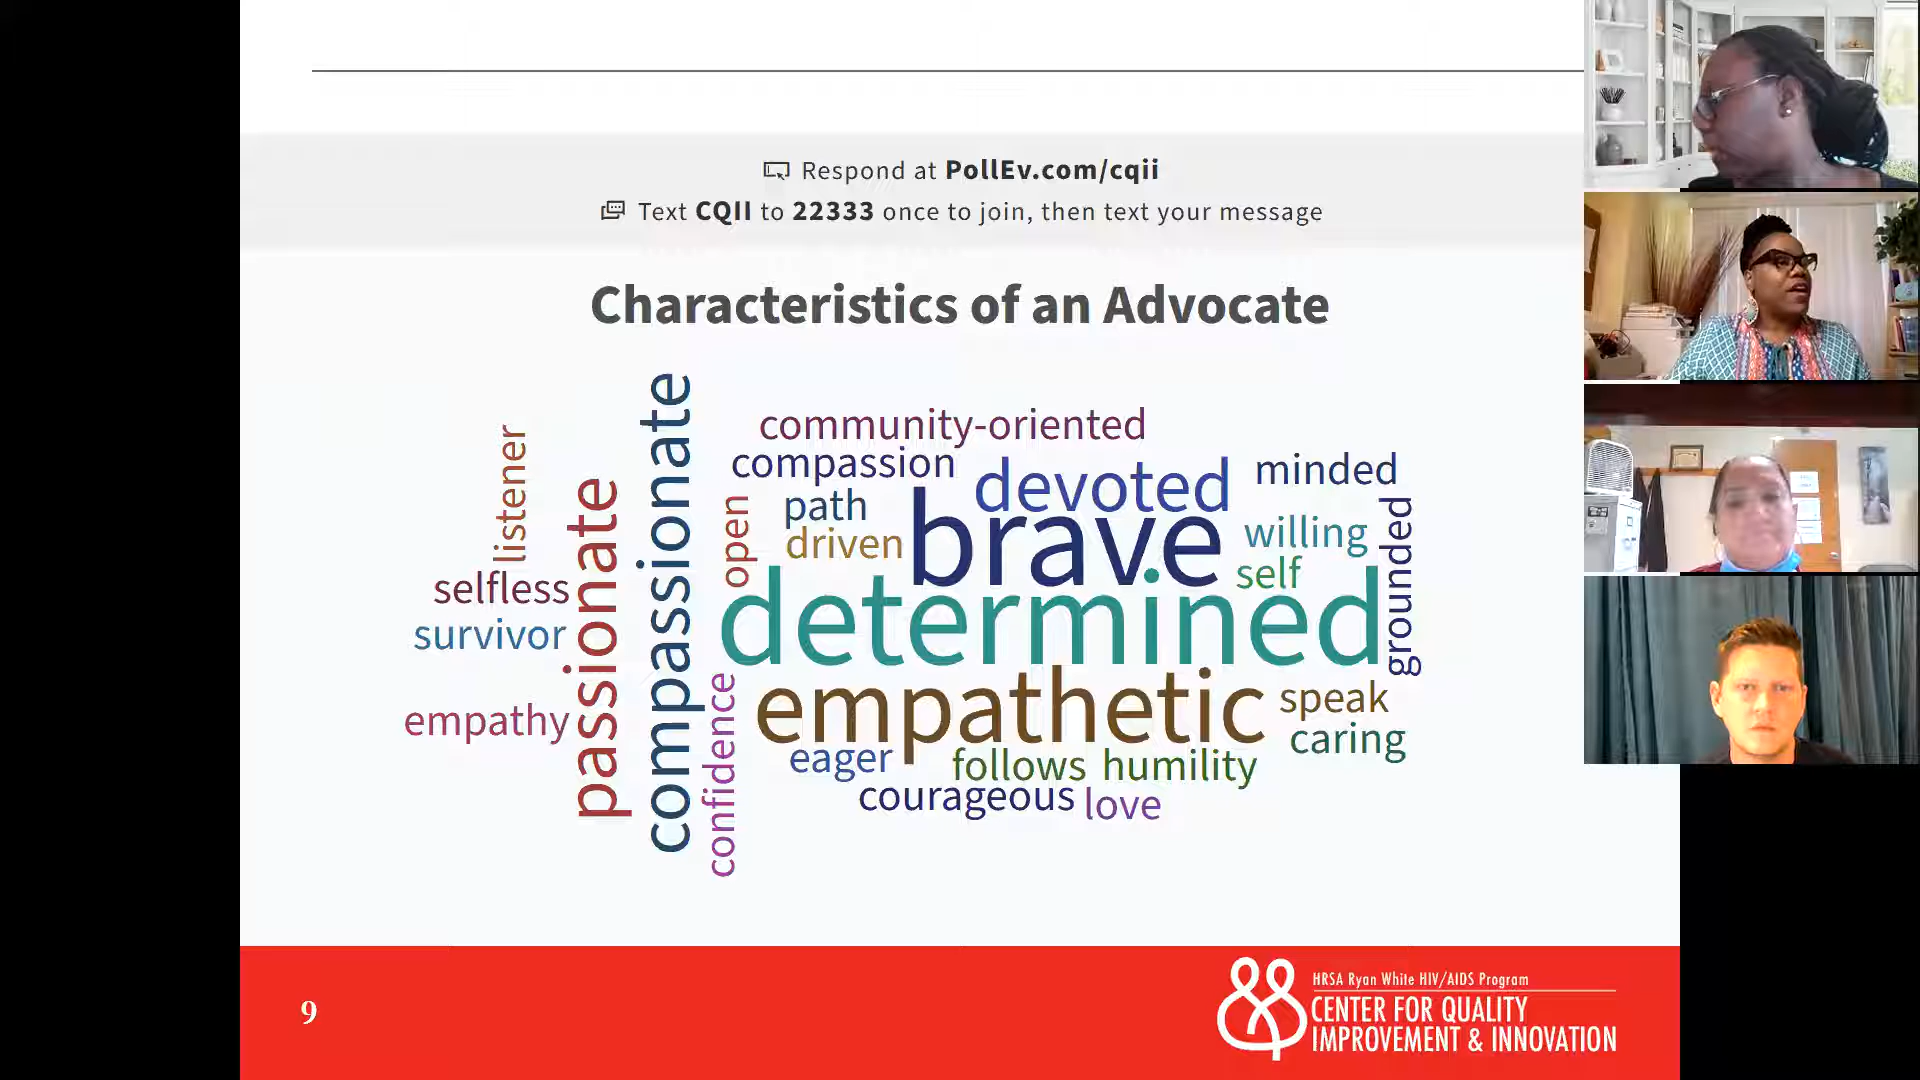 Respond at PollEv.com/cqii
Text CQII to 22333 once to join, then text your message
Characteristics of an Advocate
listener
selfless
survivor
empathy
passionate
compassionate
community-oriented
compassion
devoted
minded
path
brave
open
driven
willing
self
grounded
determined
empathetic
speak
caring
confidence
eager
follows
humility
courageous
love
9
HRSA Ryan White HIV/AIDS Program
CENTER FOR QUALITY
IMPROVEMENT & INNOVATION